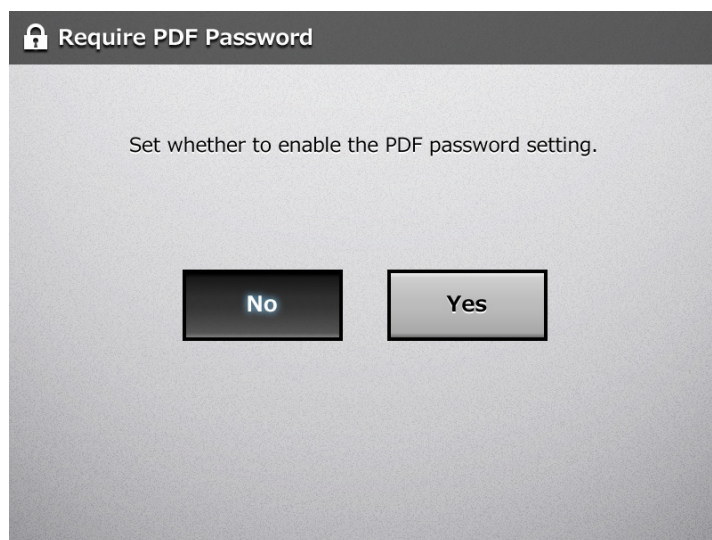 Require PDF Password
Set whether to enable the PDF password setting.
No
Yes